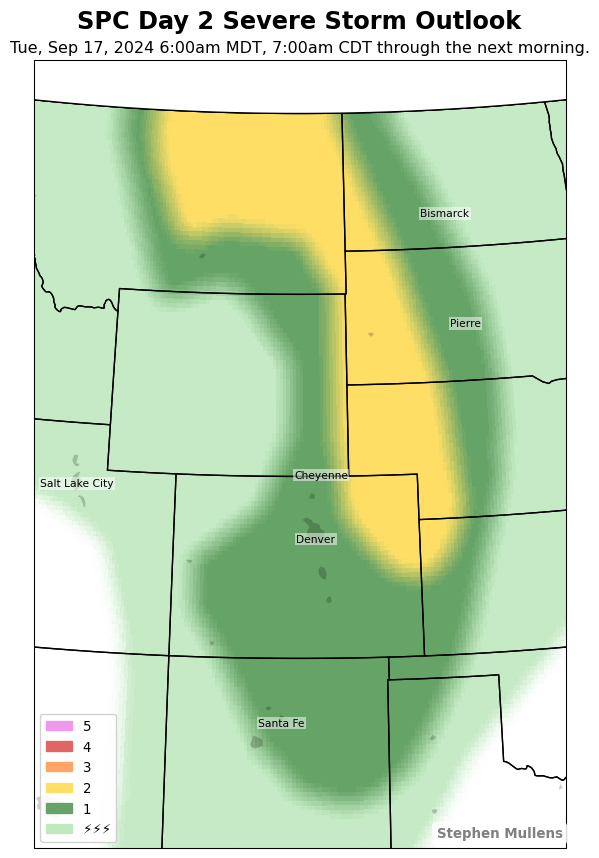 SPC Day 2 Severe Storm Outlook
Tue, Sep 17, 2024 6:00am MDT, 7:00am CDT through the next morning.
Bismarck
Pierre
Cheyenne
Salt Lake City
Denver
Santa Fe
5
4
3
2
1
⚡⚡⚡
Stephen Mullens